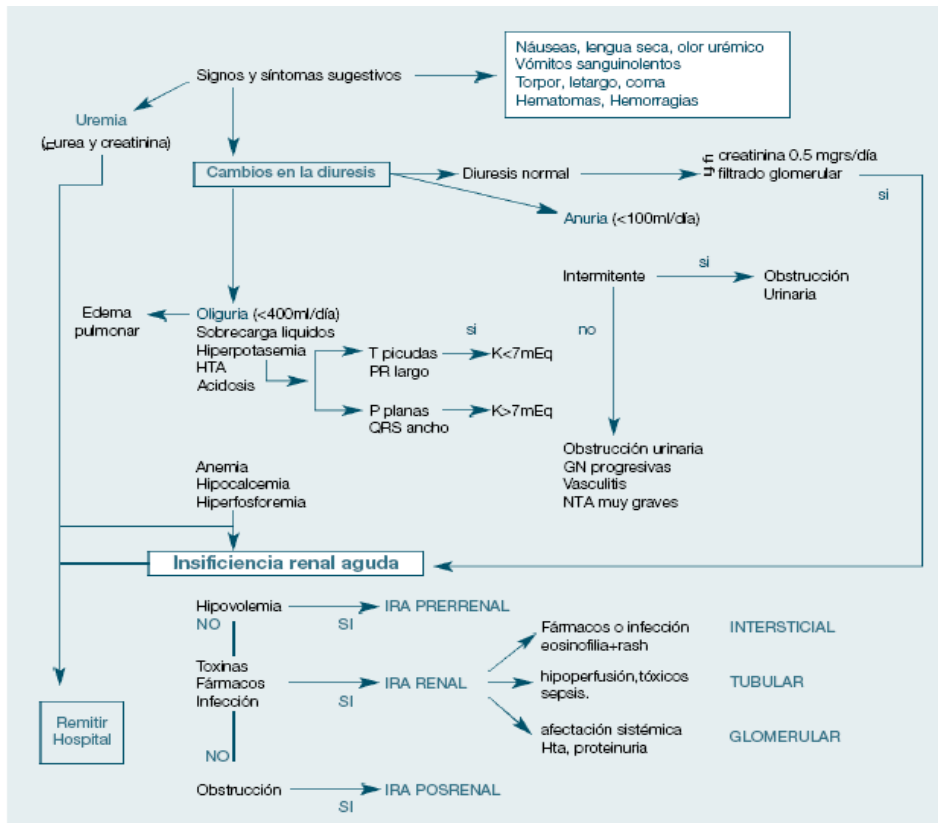 Náuseas, lengua seca, olor urémico
Vómitos sanguinolentos
Torpor, letargo, coma
Hematomas, Hemorragias
Signos y síntomas sugestivos
Uremia
(urea y creatinina)
Cambios en la diuresis
Diuresis normal
creatinina 0.5 mgrs/día
filtrado glomerular
si
Anuria (<100ml/día)
Intermitente
si
Obstrucción
Urinaria
no
Edema
pulmonar
Oliguria (<400ml/día)
Sobrecarga liquidos
Hiperpotasemia
HTA
Acidosis
T picudas
PR largo
si
K<7mEq
P planas
QRS ancho
K>7mEq
Obstrucción urinaria
GN progresivas
Vasculitis
NTA muy graves
Anemia
Hipocalcemia
Hiperfosforemia
Insificiencia renal aguda
Hipovolemia
NO
SI
IRA PRERRENAL
Toxinas
Fármacos
Infección
SI
IRA RENAL
Fármacos o infección
eosinofilia+rash
INTERSTICIAL
hipoperfusión,tóxicos
sepsis.
TUBULAR
afectación sistémica
Hta, proteinuria
GLOMERULAR
NO
Obstrucción
SI
IRA POSRENAL
Remitir
Hospital